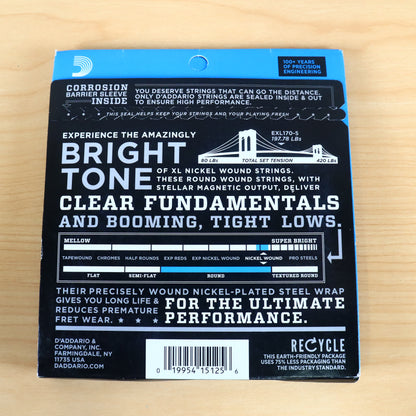 100+ YEARS
OF PRECISION
ENGINEERING
CORROSION
BARRIER SLEEVE
INSIDE
YOU DESERVE STRINGS THAT CAN GO THE DISTANCE.
ONLY D'ADDARIO STRINGS ARE SEALED INSIDE & OUT
TO ENSURE HIGH PERFORMANCE.
THIS SEAL HELPS KEEP YOUR STRINGS AND YOUR PLAYING FRESH
EXPERIENCE THE AMAZINGLY
BRIGHT
TONE
EXL170-5
197.78 LBs
80 LBs TOTAL SET TENSION 420 LBs
OF XL NICKEL WOUND STRINGS.
THESE ROUND WOUND STRINGS, WITH
STELLAR MAGNETIC OUTPUT, DELIVER
CLEAR FUNDAMENTALS
AND BOOMING, TIGHT LOWS.
MELLOW SUPER BRIGHT
TAPEWOUND CHROMES HALF ROUNDS EXP REDS EXP NICKEL WOUND NICKEL WOUND PRO STEELS
FLAT SEMI-FLAT ROUND TEXTURED ROUND
THEIR PRECISELY WOUND NICKEL-PLATED STEEL WRAP
GIVES YOU LONG LIFE &
REDUCES PREMATURE
FRET WEAR.
FOR THE ULTIMATE
PERFORMANCE.
D'ADDARIO &
COMPANY, INC.
FARMINGDALE, NY
11735 USA
DADDARIO.COM
0 19954 15125 6
RECYCLE
THIS EARTH-FRIENDLY PACKAGE
USES 75% LESS PACKAGING THAN
THE INDUSTRY STANDARD.